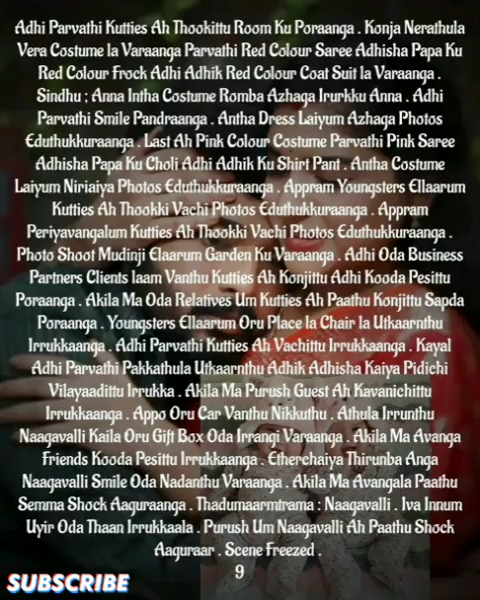 Adhi Parvathi Kutties Ah Thookittu Room Ku Poraanga . Konja Nerathula
Vera Costume la Varaanga Parvathi Red Colour Saree Adhisha Papa Ku
Red Colour Frock Adhi Adhik Red Colour Coat Suit la Varaanga .
Sindhu ; Anna Intha Costume Romba Azhaga Irurkku Anna . Adhi
Parvathi Smile Pandraanga . Antha Dress Laiyum Azhaga Photos
Eduthukkuraanga . Last Ah Pink Colour Costume Parvathi Pink Saree
Adhisha Papa Ku Choli Adhi Adhik Ku Shirt Pant . Antha Costume
Laiyum Niriaiya Photos Eduthukkuraanga . Appram Youngsters Ellaarum
Kutties Ah Thookki Vachi Photos Eduthukkuraanga . Appram
Periyavangalum Kutties Ah Thookki Vachi Photos Eduthukkuraanga .
Photo Shoot Mudinji Elaarum Garden Ku Varaanga . Adhi Oda Business
Partners Clients laam Vanthu Kutties Ah Konjittu Adhi Kooda Pesittu
Poraanga . Akila Ma Oda Relatives Um Kutties Ah Paathu Konjittu Sapda
Poraanga . Youngsters Ellaarum Oru Place la Chair la Utkaarnthu
Irrukkaanga . Adhi Parvathi Kutties Ah Vachittu Irrukkaanga . Kayal
Adhi Parvathi Pakkathula Utkaarnthu Adhik Adhisha Kaiya Pidichi
Vilayaadittu Irrukka . Akila Ma Purush Guest Ah Kavanichittu
Irrukkaanga . Appo Oru Car Vanthu Nikkuthu . Athula Irrunthu
Naagavalli Kaila Oru Gift Box Oda Irrangi Varaanga . Akila Ma Avanga
Friends Kooda Pesittu Irrukkaanga . Etherchaiya Thirunba Anga
Naagavalli Smile Oda Nadanthu Varaanga . Akila Ma Avangala Paathu
Semma Shock Aaguraanga . Thadumaarmtrama : Naagavalli . Iva Innum
Uyir Oda Thaan Irrukkaala . Purush Um Naagavalli Ah Paathu Shock
Aaguraar . Scene Freezed .
9
SUBSCRIBE